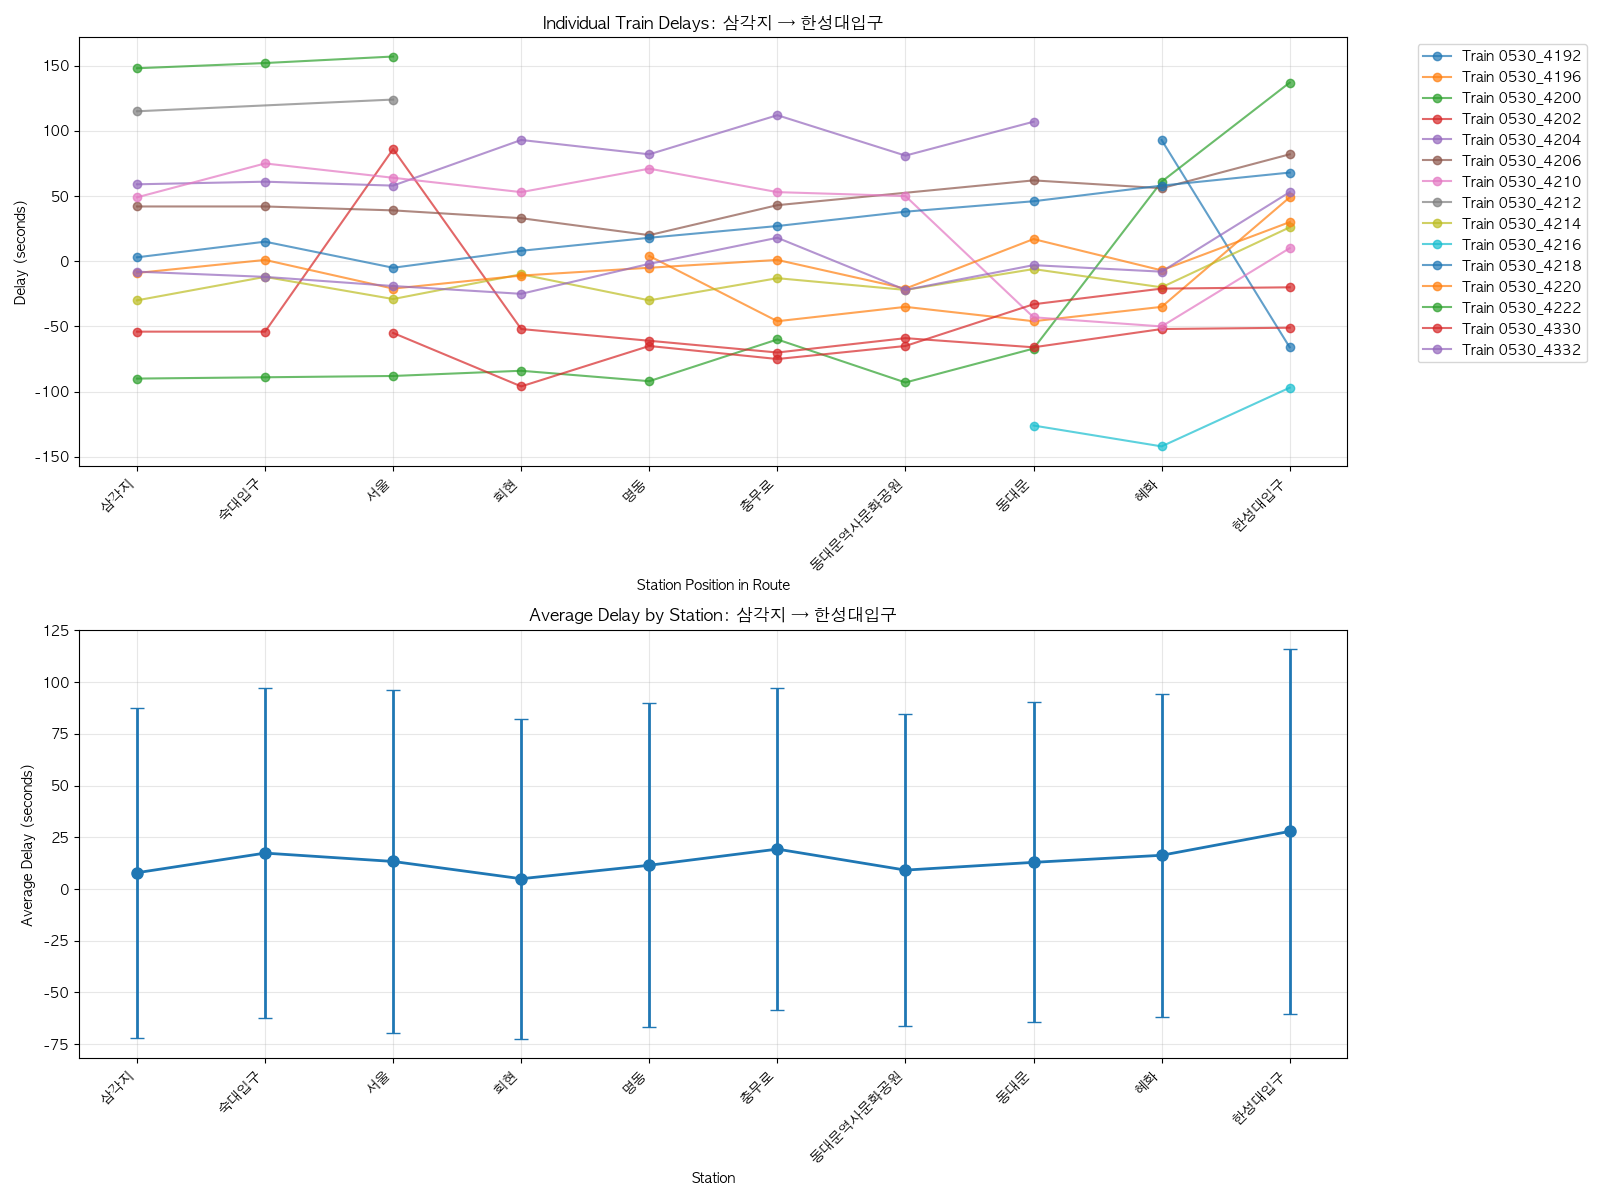 Individual Train Delays: 삼각지 → 한성대입구
Delay (seconds)
150
100
50
0
-50
-100
-150
삼각지
숙대입구
서울
회현
명동
충무로
동대문역사문화공원
동대문
혜화
한성대입구
Station Position in Route
Train 0530_4192
Train 0530_4196
Train 0530_4200
Train 0530_4202
Train 0530_4204
Train 0530_4206
Train 0530_4210
Train 0530_4212
Train 0530_4214
Train 0530_4216
Train 0530_4218
Train 0530_4220
Train 0530_4222
Train 0530_4330
Train 0530_4332
Average Delay by Station: 삼각지 → 한성대입구
Average Delay (seconds)
125
100
75
50
25
0
-25
-50
-75
삼각지
숙대입구
서울
회현
명동
충무로
동대문역사문화공원
동대문
혜화
한성대입구
Station